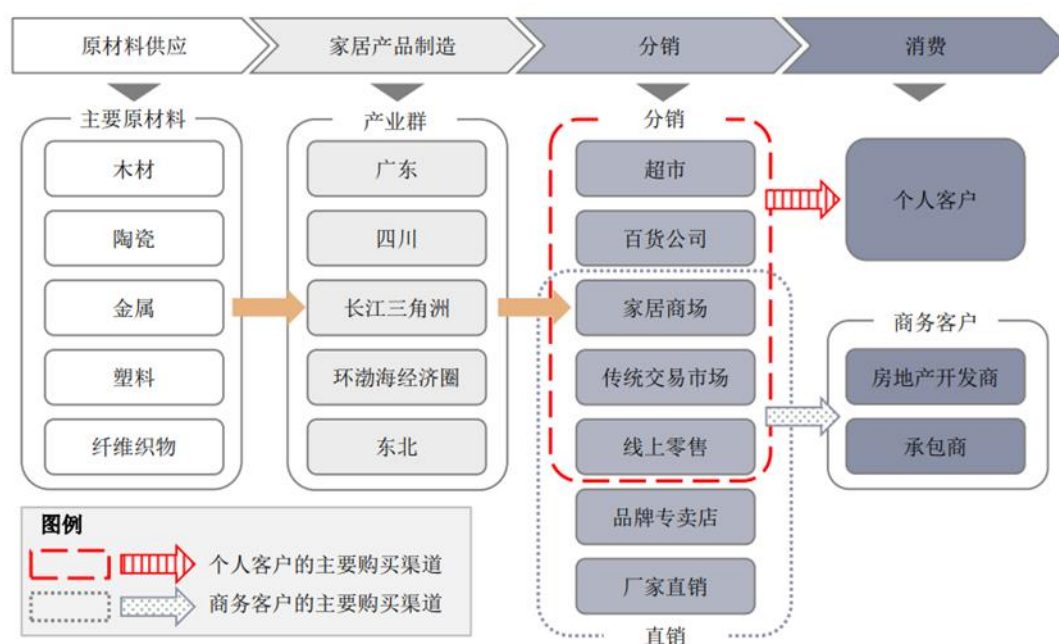 原材料供应
家居产品制造
分销
消费
主要原材料
木材
陶瓷
金属
塑料
纤维织物
产业群
广东
四川
长江三角洲
环渤海经济圈
东北
分销
超市
百货公司
家居商场
传统交易市场
线上零售
品牌专卖店
厂家直销
直销
个人客户
商务客户
房地产开发商
承包商
图例
个人客户的主要购买渠道
商务客户的主要购买渠道